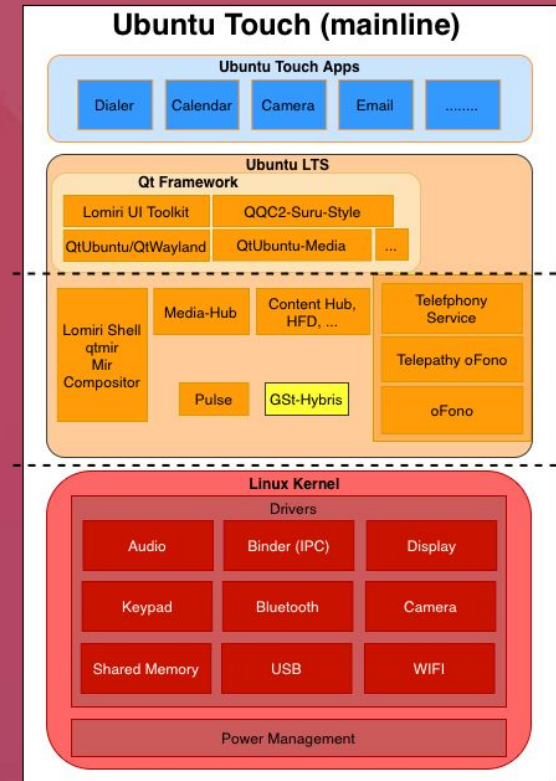 Ubuntu Touch (mainline)
Ubuntu Touch Apps
Dialer
Calendar
Camera
Email
........
Ubuntu LTS
Qt Framework
Lomiri UI Toolkit
QQC2-Suru-Style
QtUbuntu/QtWayland
QtUbuntu-Media
...
Lomiri Shell
qtmir
Mir
Compositor
Media-Hub
Content Hub,
HFD, ...
Telefphony
Service
Telepathy oFono
Pulse
GSt-Hybris
oFono
Linux Kernel
Drivers
Audio
Binder (IPC)
Display
Keypad
Bluetooth
Camera
Shared Memory
USB
WIFI
Power Management